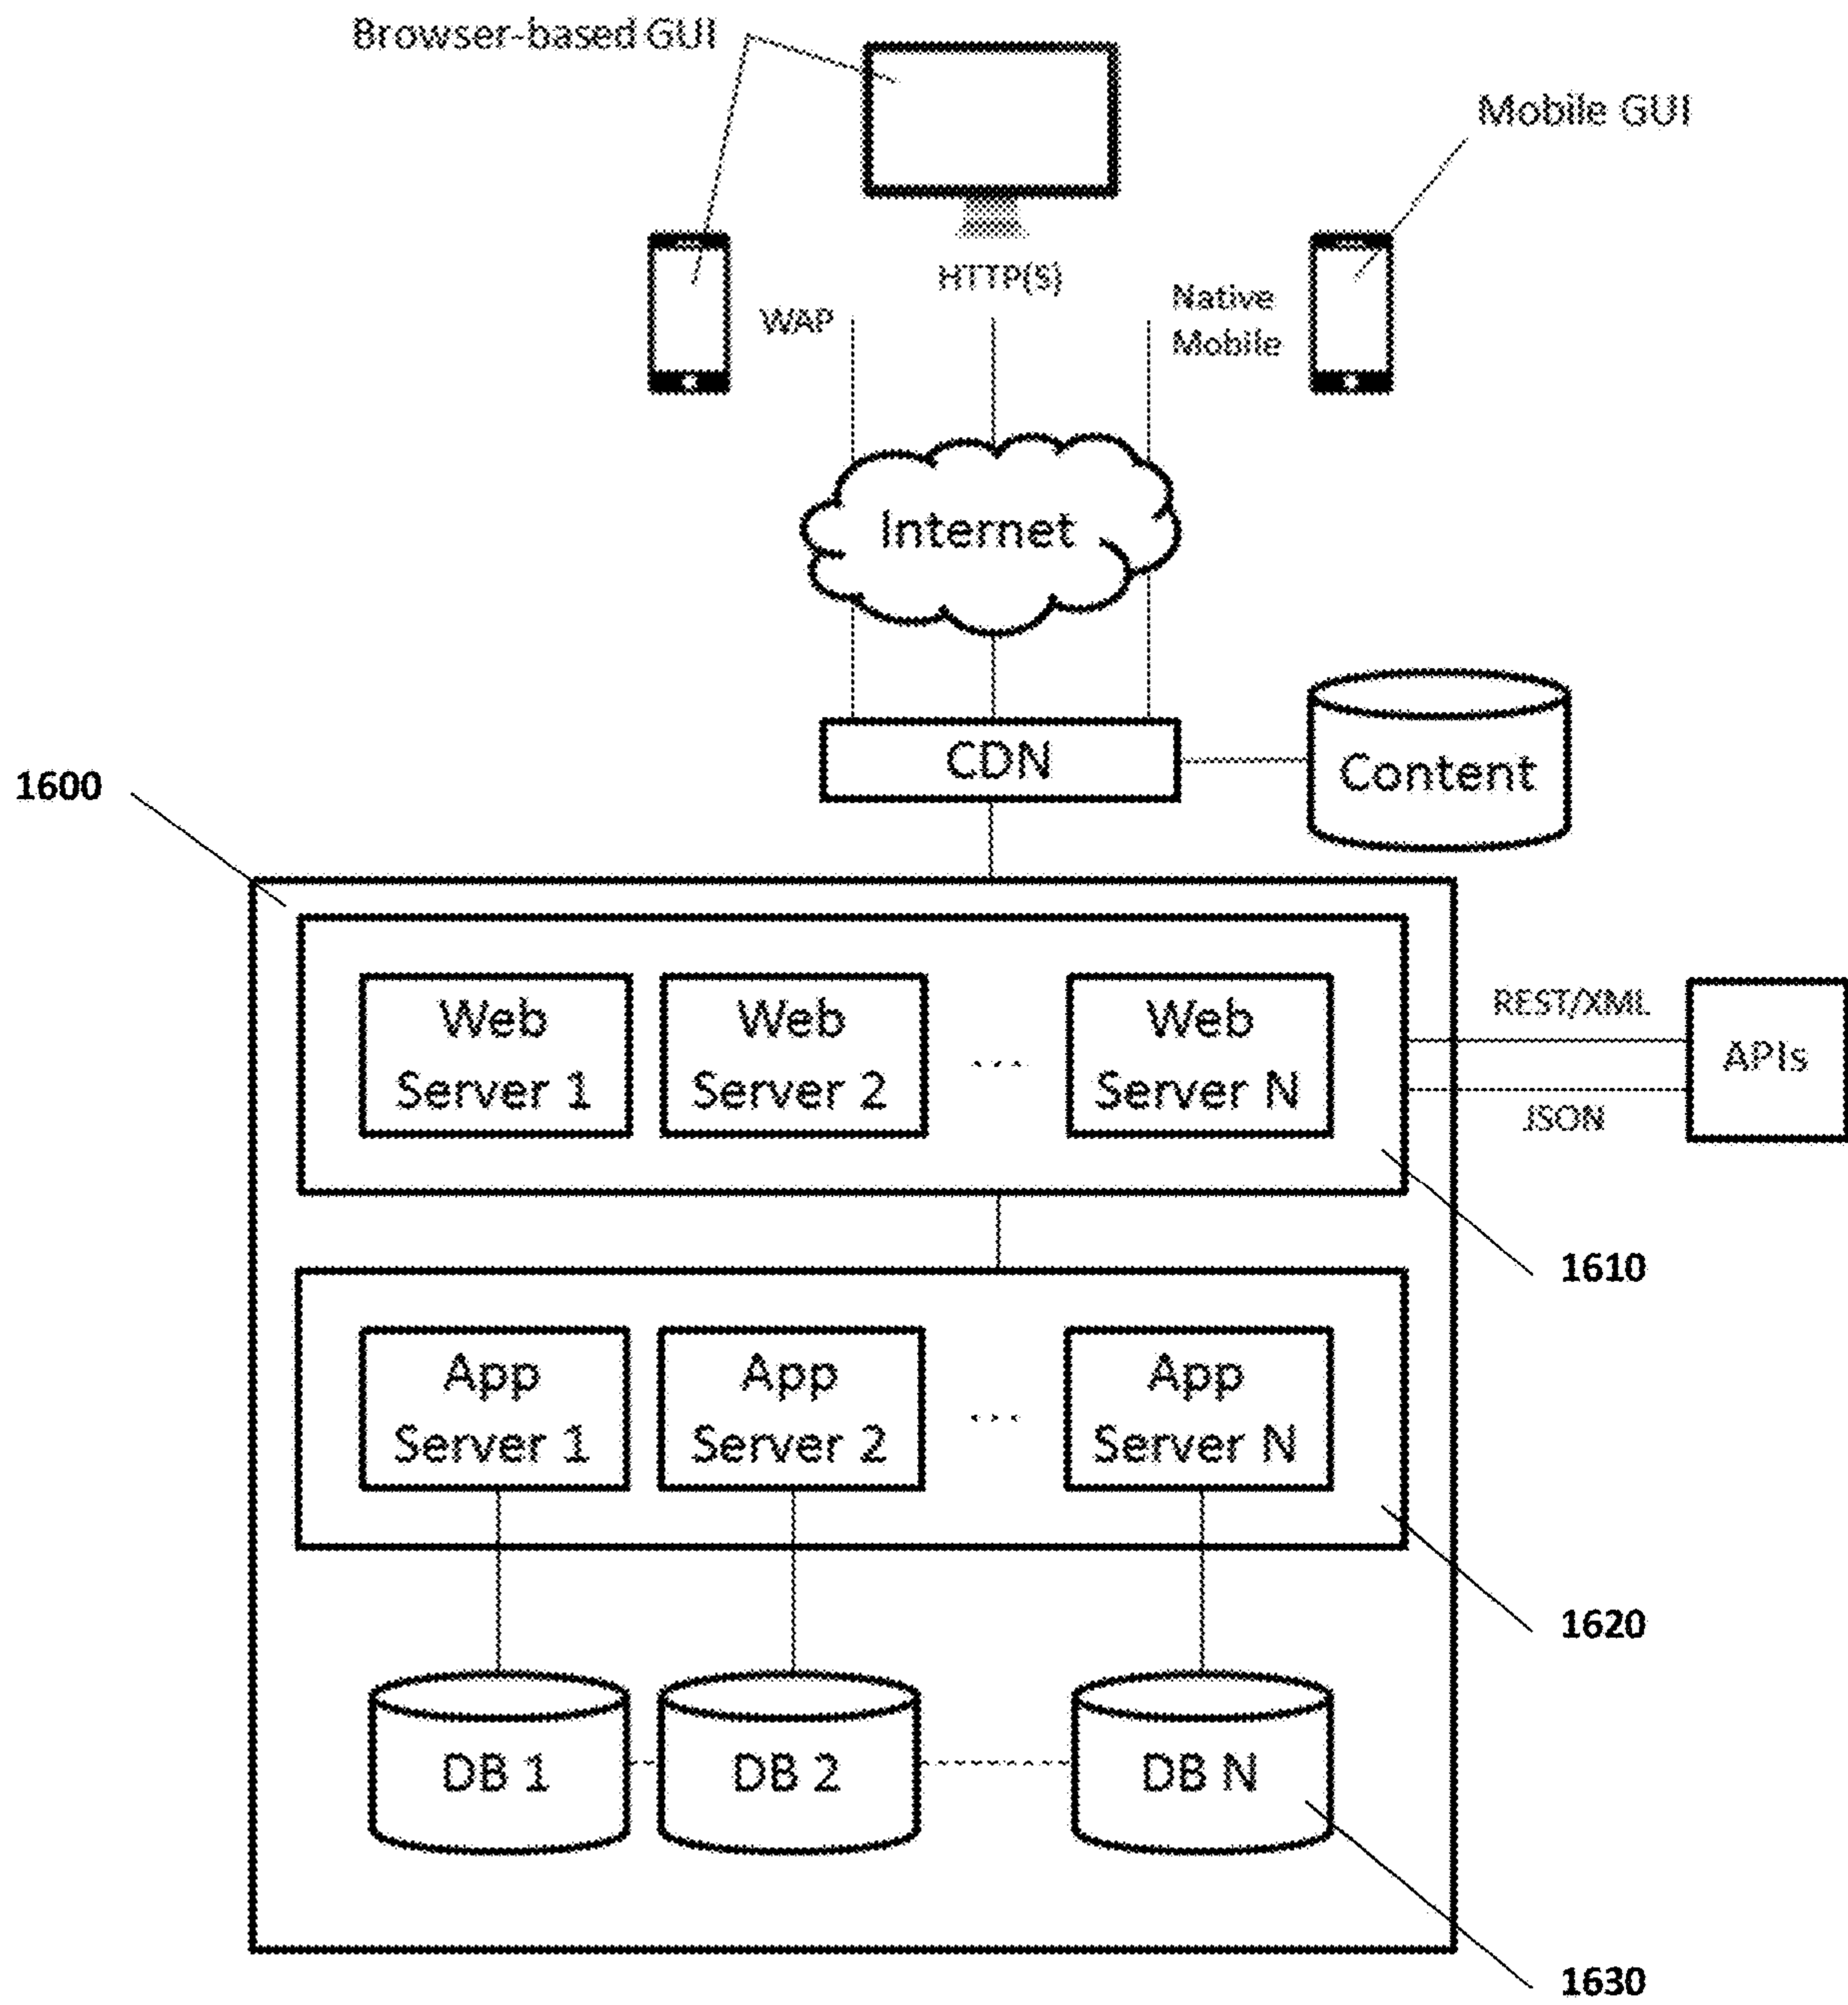 Browser-based GUI
Mobile GUI
HTTP(S)
WAP
Native
Mobile
Internet
CDN
Content
1600
Web
Server 1
Web
Server 2
...
Web
Server N
REST/XML
JSON
APIs
1610
App
Server 1
App
Server 2
...
App
Server N
1620
DB 1
DB 2
DB N
1630